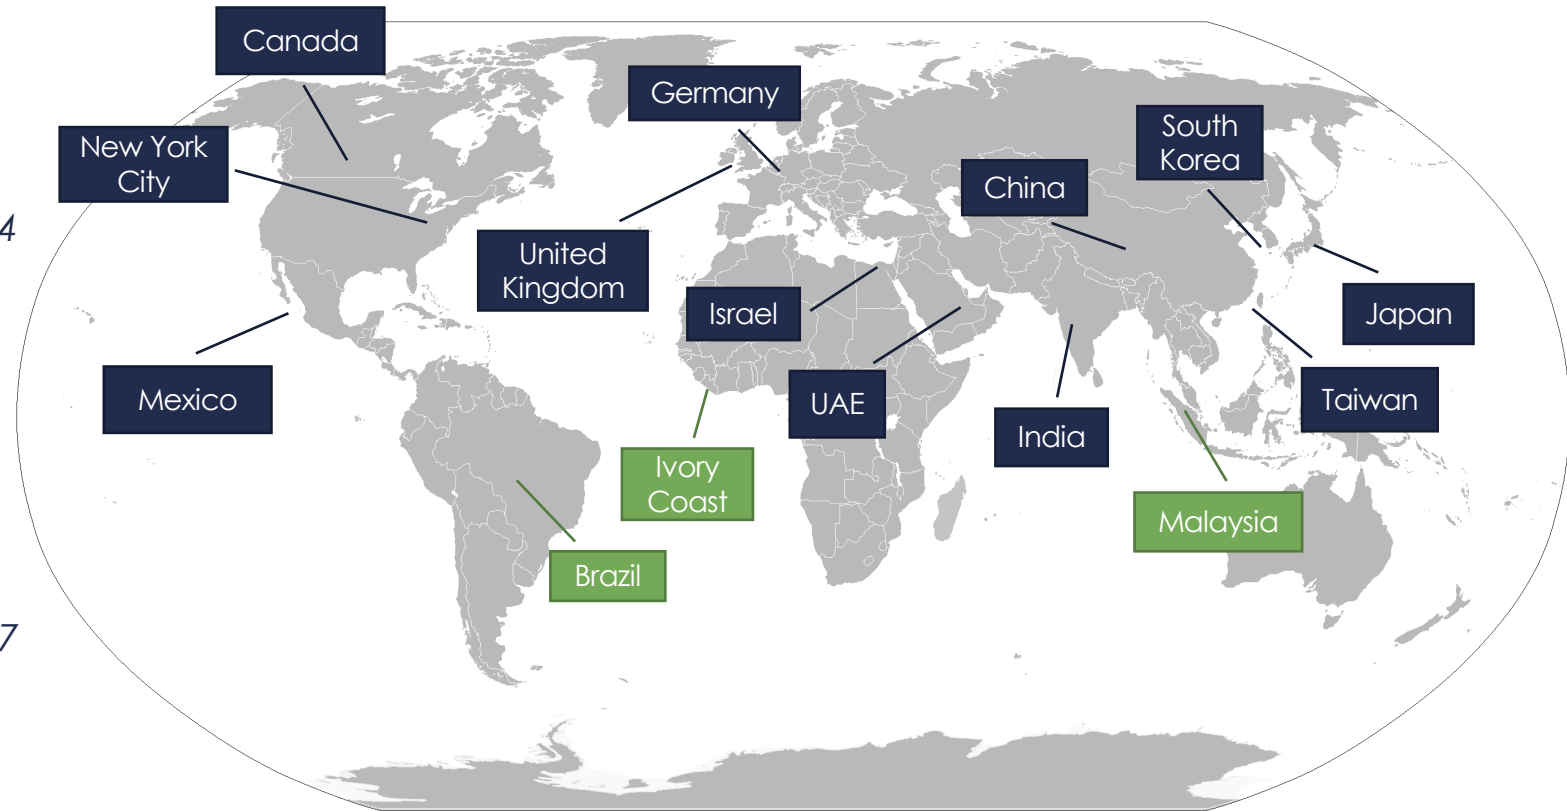 Canada
Germany
New York
City
South
Korea
China
4
United
Kingdom
Israel
Japan
Mexico
UAE
Taiwan
India
Ivory
Coast
Malaysia
Brazil
7